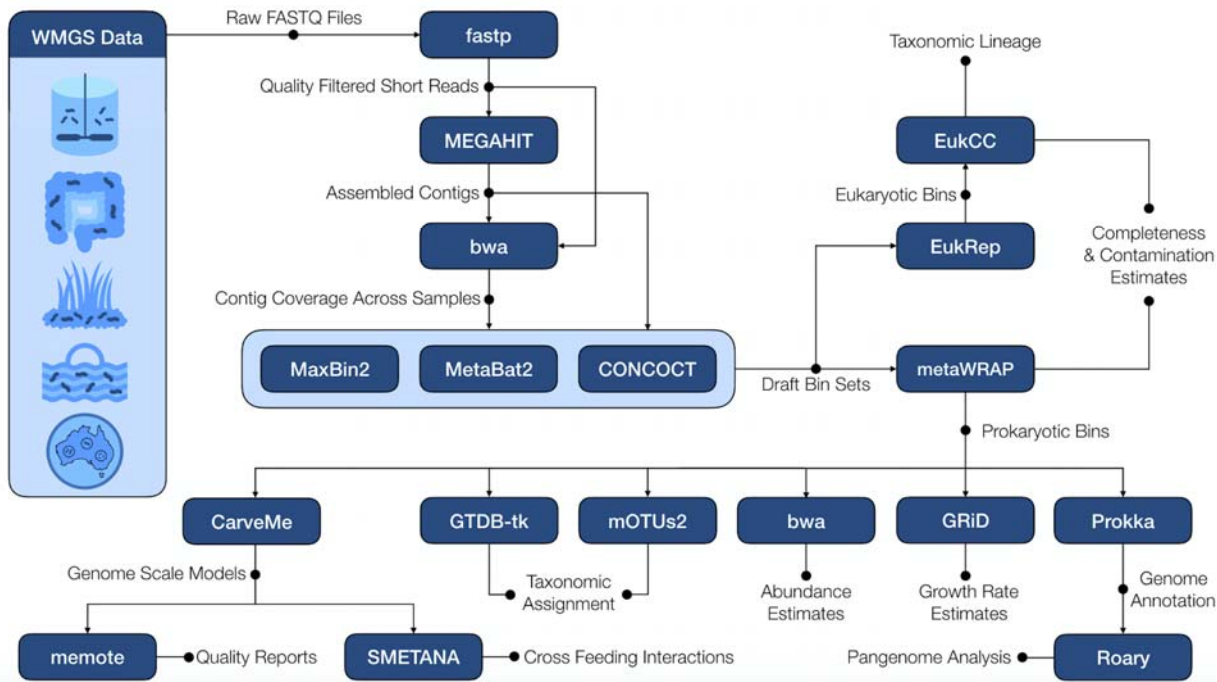 WMGS Data
Raw FASTQ Files
fastp
Quality Filtered Short Reads
MEGAHIT
Assembled Contigs
bwa
Contig Coverage Across Samples
MaxBin2
MetaBat2
CONCOCT
Draft Bin Sets
Taxonomic Lineage
EukCC
Eukaryotic Bins
EukRep
Completeness
& Contamination
Estimates
metaWRAP
Prokaryotic Bins
CarveMe
GTDB-tk
mOTUs2
bwa
GRiD
Prokka
Genome Scale Models
Taxonomic
Assignment
Abundance
Estimates
Growth Rate
Estimates
Genome
Annotation
memote
Quality Reports
SMETANA
Cross Feeding Interactions
Pangenome Analysis
Roary